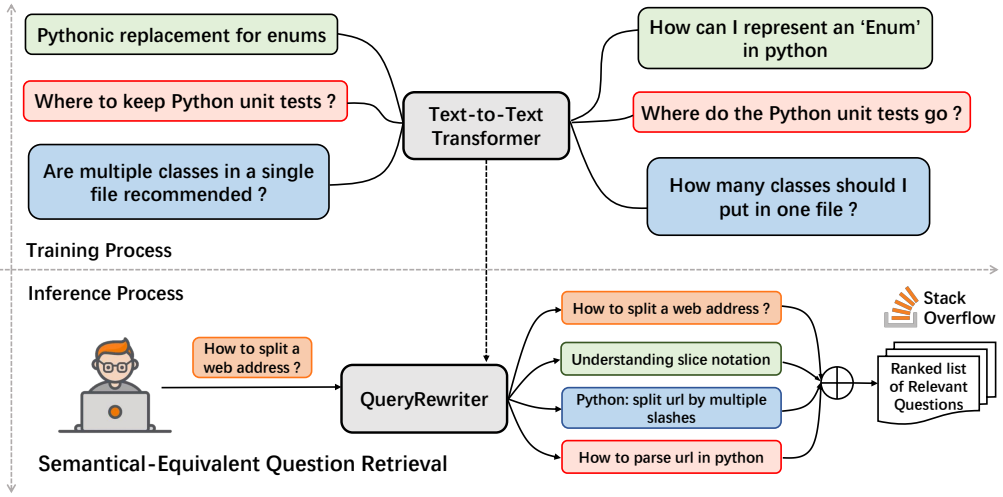 Pythonic replacement for enums
Where to keep Python unit tests ?
Are multiple classes in a single
file recommended ?
Text-to-Text
Transformer
How can I represent an ‘Enum’
in python
Where do the Python unit tests go ?
How many classes should I
put in one file ?
Training Process
Inference Process
How to split a
web address ?
QueryRewriter
How to split a web address ?
Understanding slice notation
Python: split url by multiple
slashes
How to parse url in python
Stack
Overflow
Ranked list
of Relevant
Questions
Semantical-Equivalent Question Retrieval